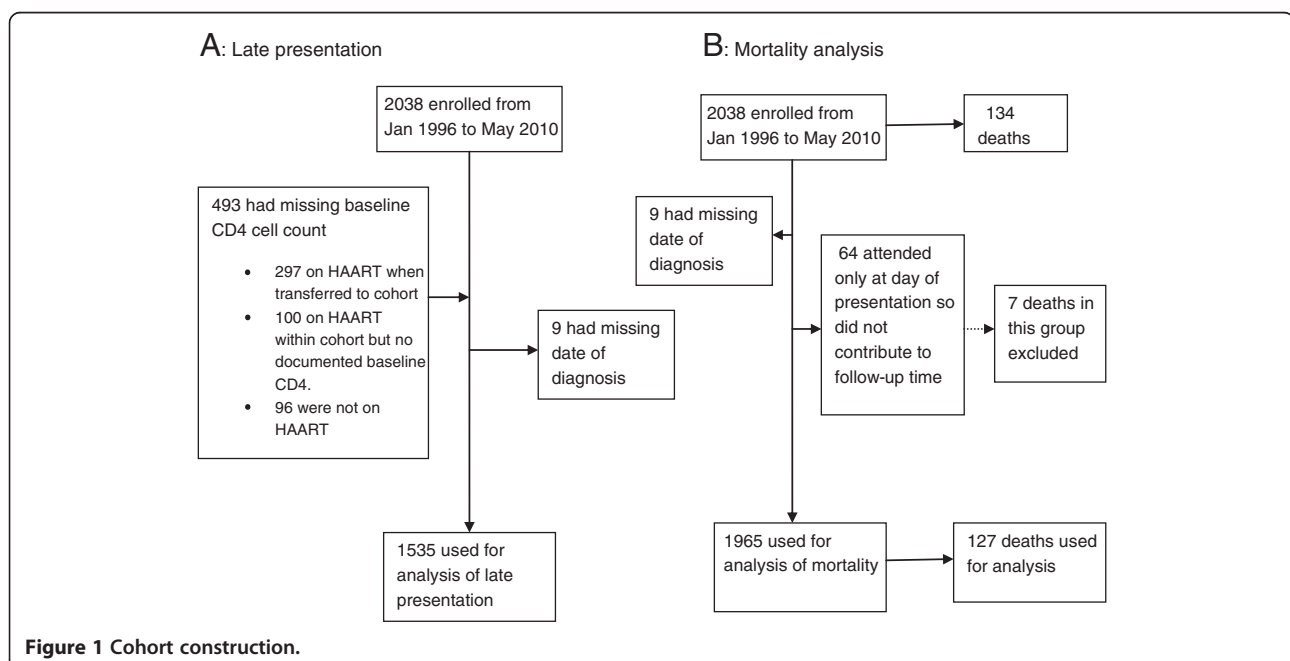 A: Late presentation
2038 enrolled from
Jan 1996 to May 2010
493 had missing baseline
CD4 cell count
• 297 on HAART when
transferred to cohort
• 100 on HAART
within cohort but no
documented baseline
CD4.
• 96 were not on
HAART
9 had missing
date of
diagnosis
1535 used for
analysis of late
presentation
B: Mortality analysis
2038 enrolled from
Jan 1996 to May 2010
134
deaths
9 had missing
date of
diagnosis
64 attended
only at day of
presentation so
did not
contribute to
follow-up time
7 deaths in
this group
excluded
1965 used for
analysis of mortality
127 deaths used
for analysis
Figure 1 Cohort construction.